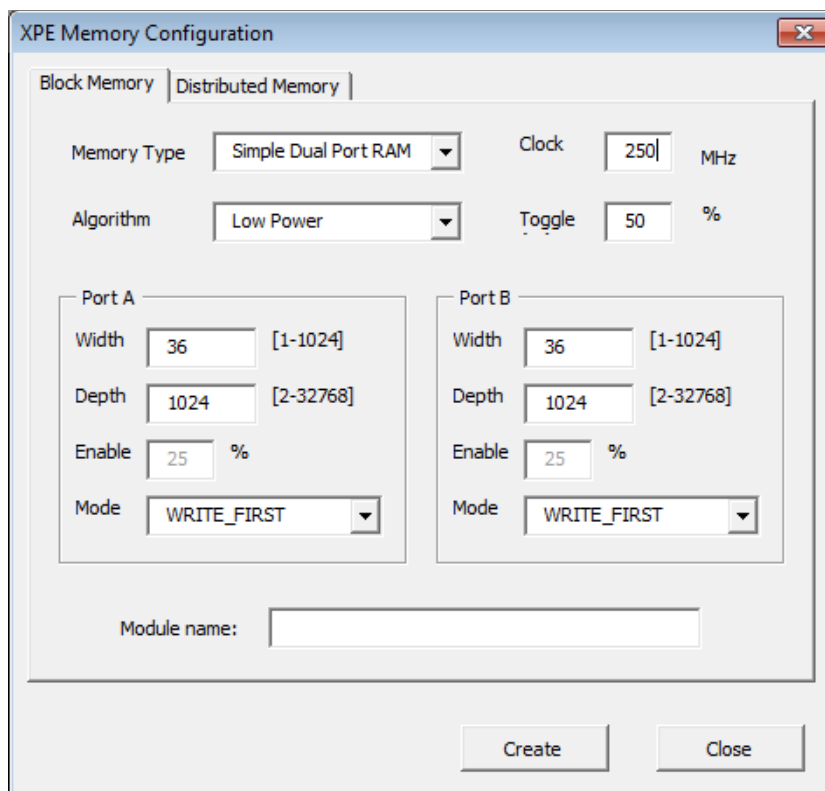 XPE Memory Configuration
Block Memory Distributed Memory
Memory Type Simple Dual Port RAM Clock 250 MHz
Algorithm Low Power Toggle 50 %
Port A Port B
Width 36 [1-1024] Width 36 [1-1024]
Depth 1024 [2-32768] Depth 1024 [2-32768]
Enable 25 % Enable 25 %
Mode WRITE_FIRST Mode WRITE_FIRST
Module name:
Create Close